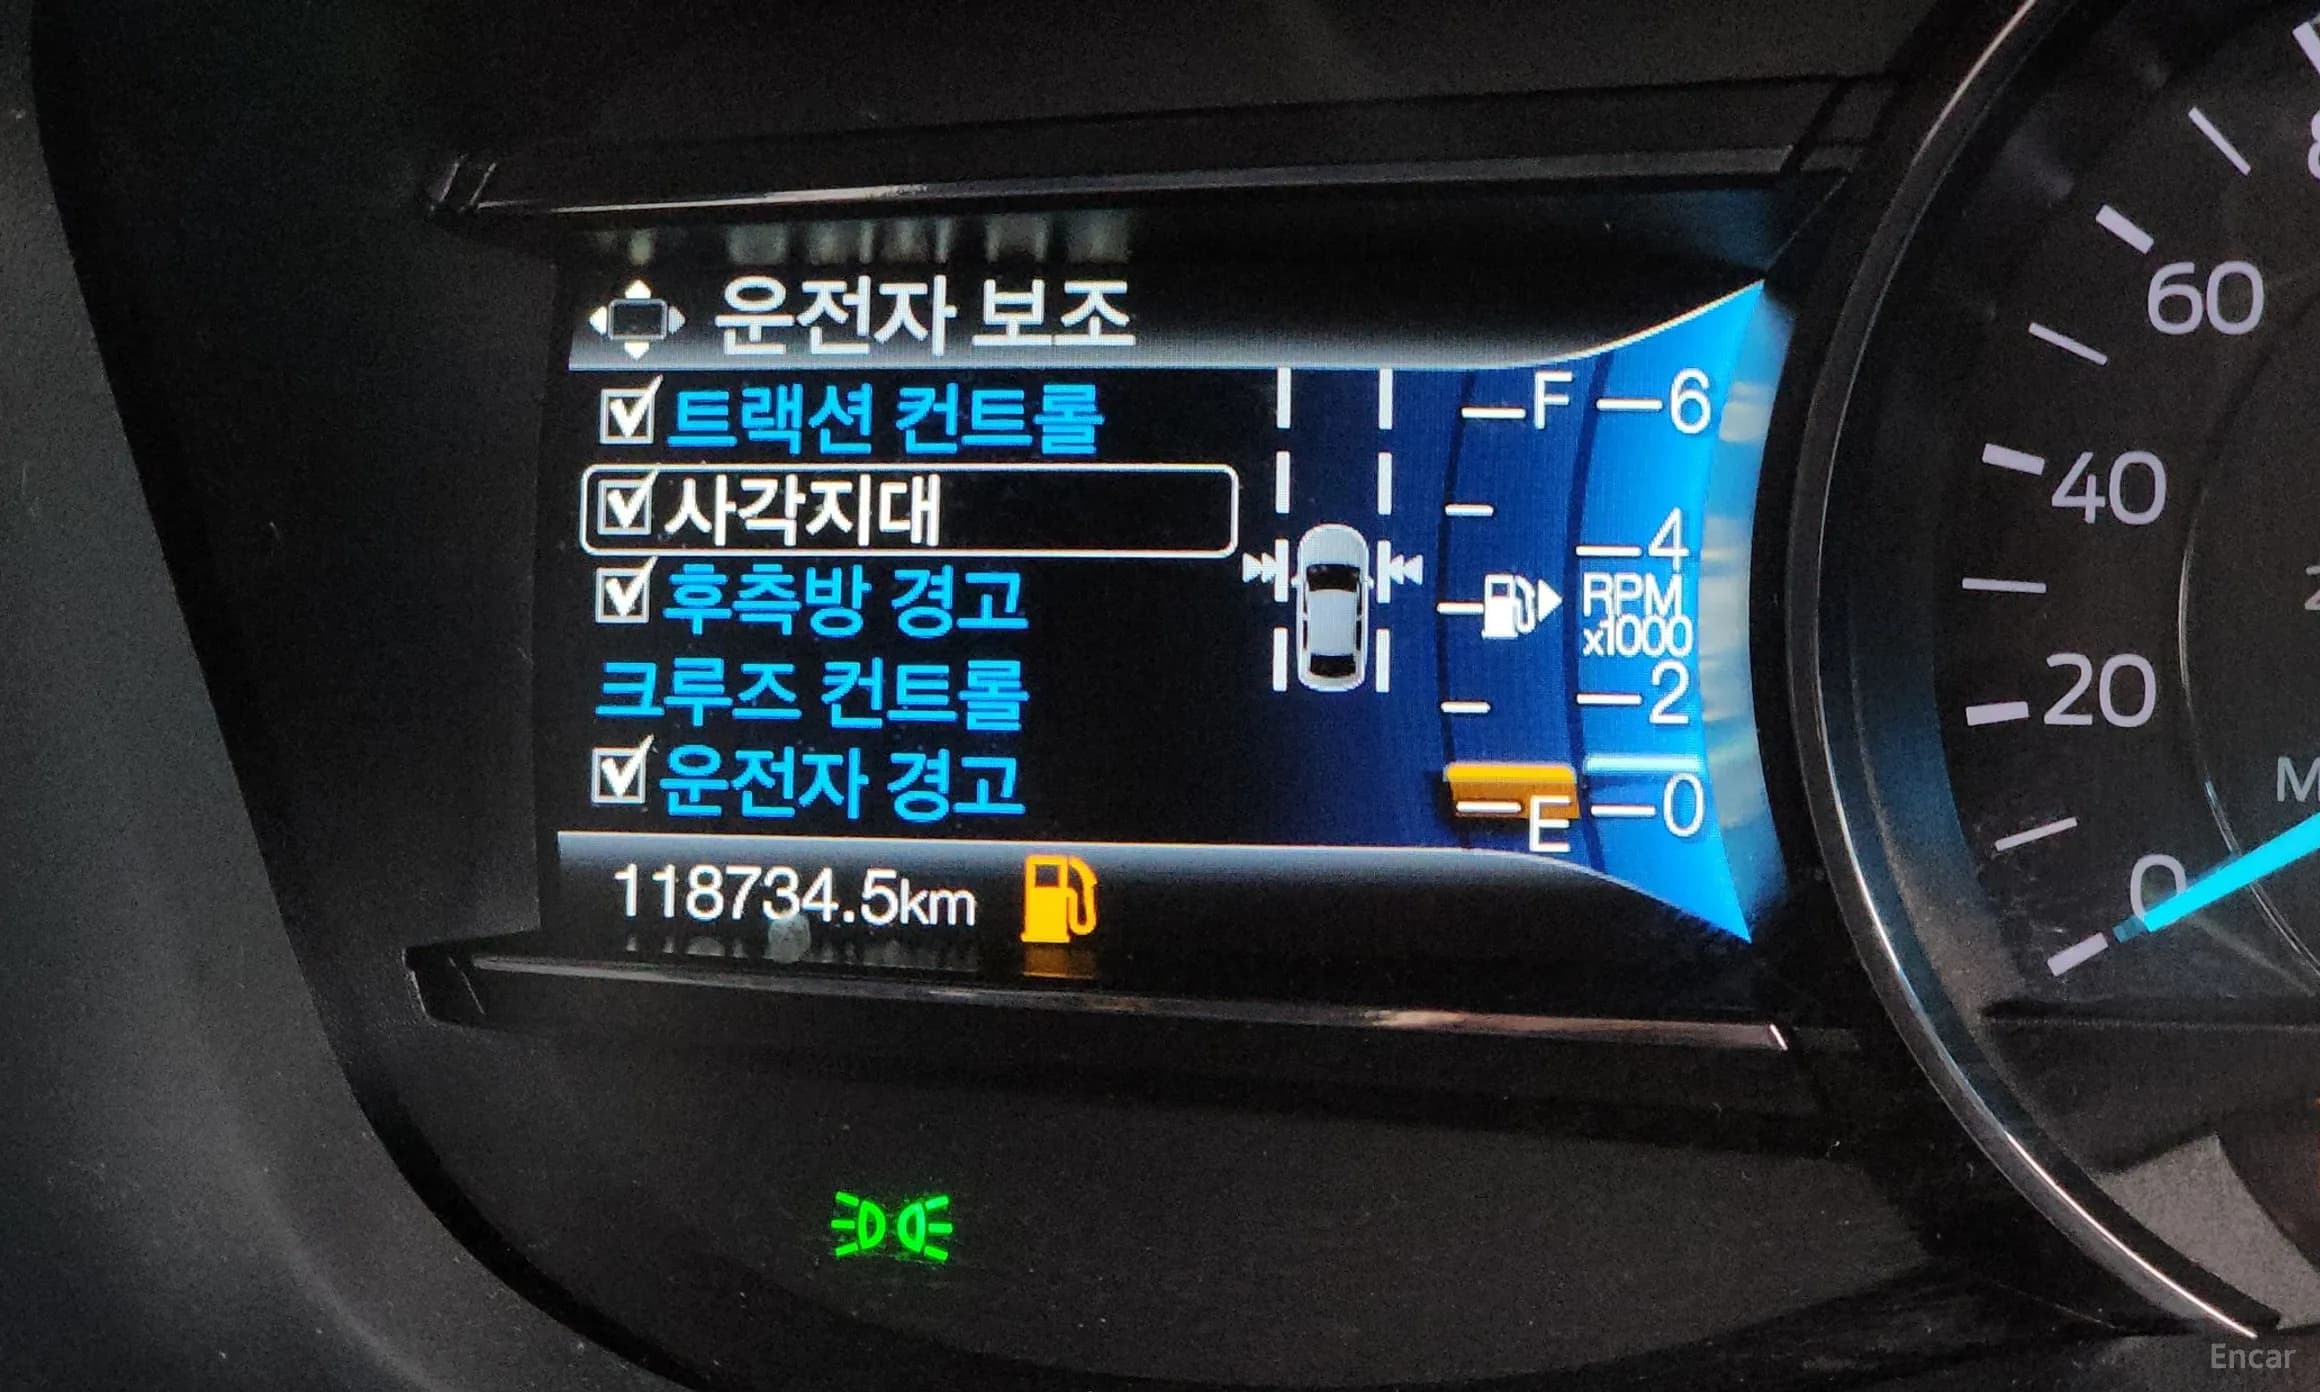 운전자 보조
트랙션 컨트롤
사각지대
후측방 경고
크루즈 컨트롤
운전자 경고
118734.5km
F
E
6
4
RPM
x1000
2
0
60
40
20
0
Encar